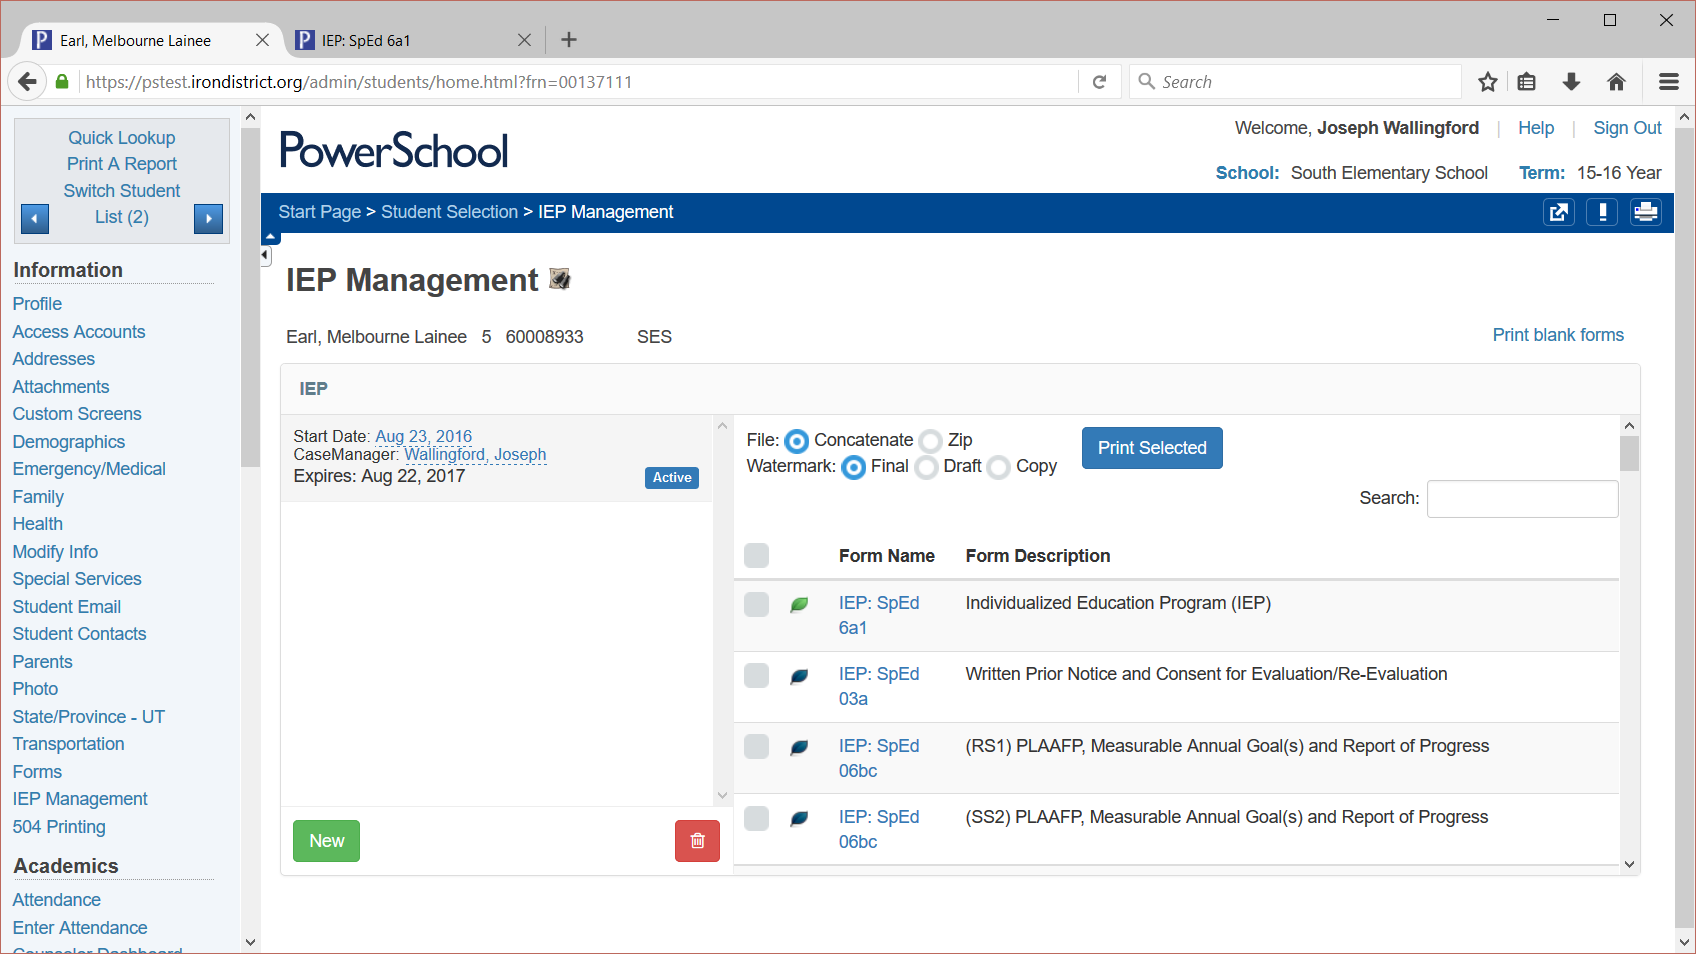 Earl, Melbourne Lainee
IEP: SpEd 6a1
https://pstest.irondistrict.org/admin/students/home.html?frn=00137111
Search
Quick Lookup
Print A Report
Switch Student
List (2)
Information
Profile
Access Accounts
Addresses
Attachments
Custom Screens
Demographics
Emergency/Medical
Family
Health
Modify Info
Special Services
Student Email
Student Contacts
Parents
Photo
State/Province - UT
Transportation
Forms
IEP Management
504 Printing
Academics
Attendance
Enter Attendance
Counselor Dashboard
PowerSchool
Welcome, Joseph Wallingford | Help | Sign Out
School: South Elementary School Term: 15-16 Year
Start Page > Student Selection > IEP Management
IEP Management
Earl, Melbourne Lainee 5 60008933 SES
Print blank forms
IEP
Start Date: Aug 23, 2016
CaseManager: Wallingford, Joseph
Expires: Aug 22, 2017
Active
New
File: Concatenate Zip
Watermark: Final Draft Copy
Print Selected
Search:
Form Name Form Description
IEP: SpEd 6a1 Individualized Education Program (IEP)
IEP: SpEd 03a Written Prior Notice and Consent for Evaluation/Re-Evaluation
IEP: SpEd 06bc (RS1) PLAAFP, Measurable Annual Goal(s) and Report of Progress
IEP: SpEd 06bc (SS2) PLAAFP, Measurable Annual Goal(s) and Report of Progress